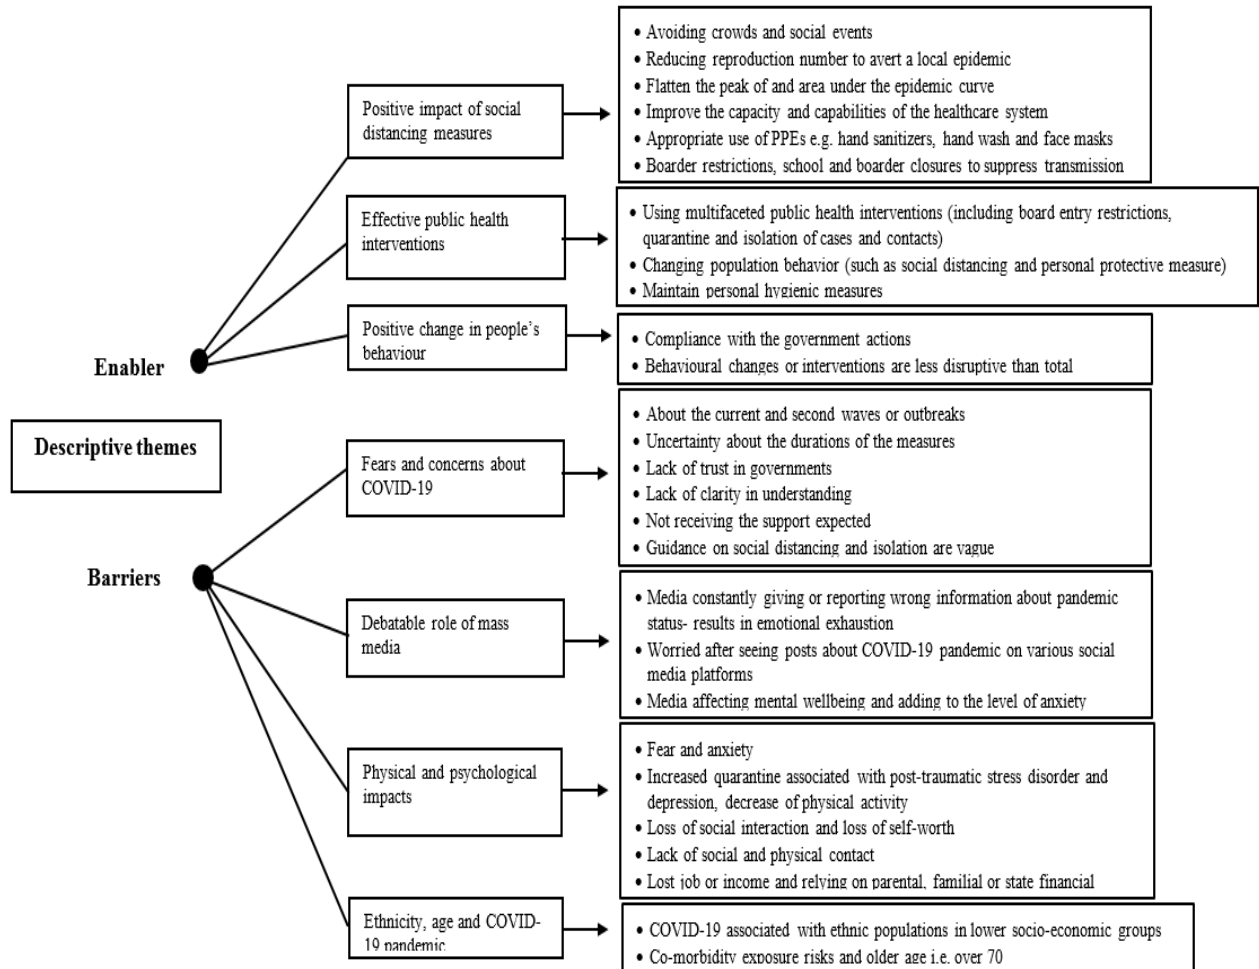 Descriptive themes
Enabler
Positive impact of social
distancing measures
• Avoiding crowds and social events
• Reducing reproduction number to avert a local epidemic
• Flatten the peak of and area under the epidemic curve
• Improve the capacity and capabilities of the healthcare system
• Appropriate use of PPEs e.g. hand sanitizers, hand wash and face masks
• Boarder restrictions, school and boarder closures to suppress transmission
Effective public health
interventions
• Using multifaceted public health interventions (including board entry restrictions,
quarantine and isolation of cases and contacts)
• Changing population behavior (such as social distancing and personal protective measure)
• Maintain personal hygienic measures
Positive change in people’s
behaviour
• Compliance with the government actions
• Behavioural changes or interventions are less disruptive than total
Barriers
Fears and concerns about
COVID-19
• About the current and second waves or outbreaks
• Uncertainty about the durations of the measures
• Lack of trust in governments
• Lack of clarity in understanding
• Not receiving the support expected
• Guidance on social distancing and isolation are vague
Debatable role of mass
media
• Media constantly giving or reporting wrong information about pandemic
status- results in emotional exhaustion
• Worried after seeing posts about COVID-19 pandemic on various social
media platforms
• Media affecting mental wellbeing and adding to the level of anxiety
Physical and psychological
impacts
• Fear and anxiety
• Increased quarantine associated with post-traumatic stress disorder and
depression, decrease of physical activity
• Loss of social interaction and loss of self-worth
• Lack of social and physical contact
• Lost job or income and relying on parental, familial or state financial
Ethnicity, age and COVID-
19 pandemic
• COVID-19 associated with ethnic populations in lower socio-economic groups
• Co-morbidity exposure risks and older age i.e. over 70